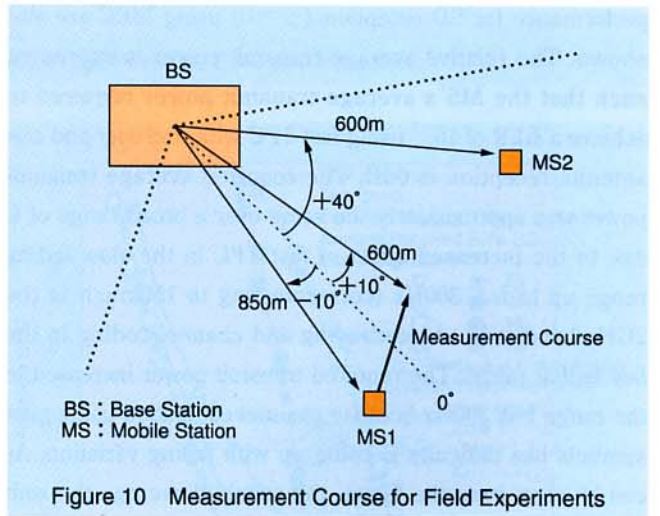 BS
600m
MS2
+40°
600m
+10°
850m
−10°
Measurement Course
0°
BS : Base Station
MS : Mobile Station
MS1
Figure 10 Measurement Course for Field Experiments